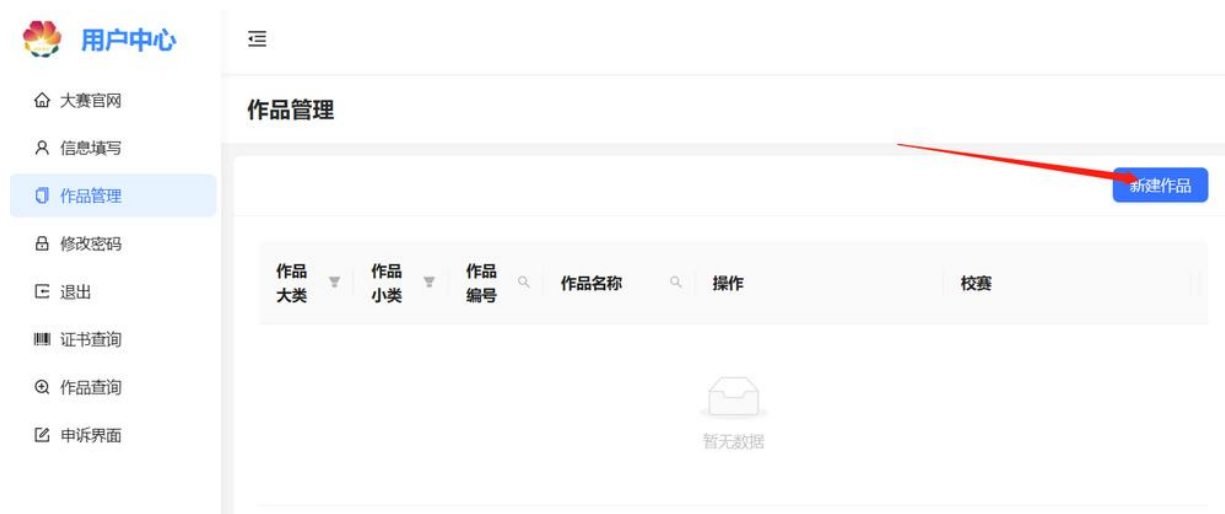 用户中心
大赛官网
信息填写
作品管理
修改密码
退出
证书查询
作品查询
申诉界面
作品管理
新建作品
作品大类 作品小类 作品编号 作品名称 操作 校赛
暂无数据